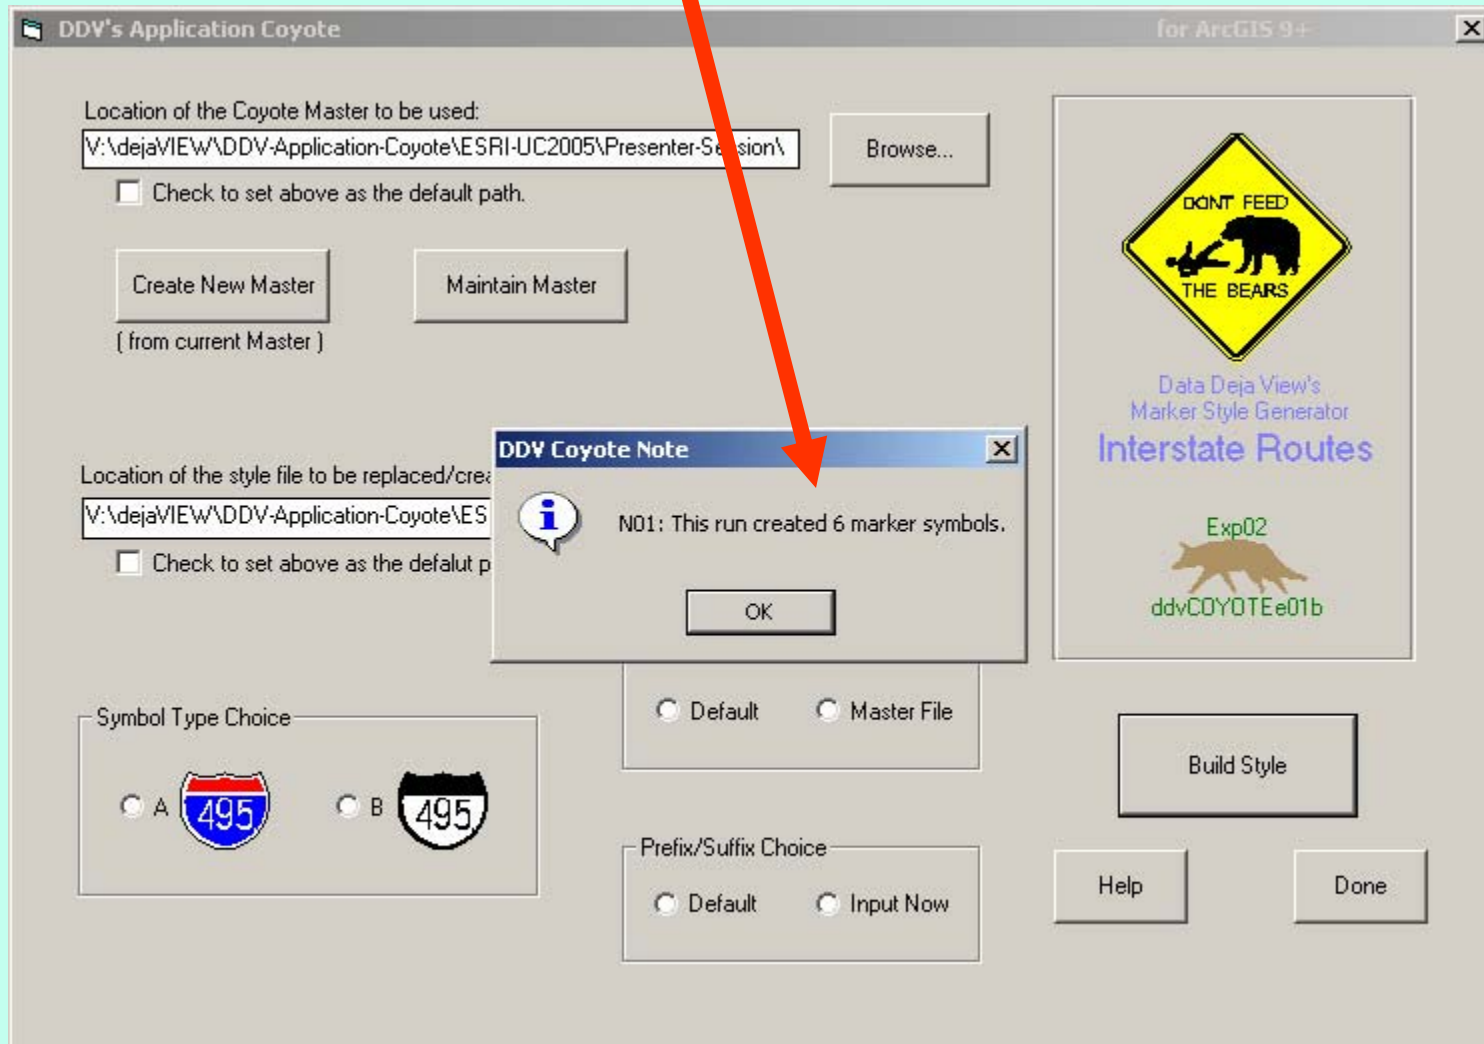 DDV's Application Coyote for ArcGIS 9+
Location of the Coyote Master to be used:
V:\dejaVIEW\DDV-Application-Coyote\ESRI-UC2005\Presenter-Session\
Browse...
Check to set above as the default path.
Create New Master
Maintain Master
( from current Master )
DONT FEED
THE BEARS
Data Deja View's
Marker Style Generator
Interstate Routes
Exp02
ddvCOYOTEe01b
Location of the style file to be replaced/crea
V:\dejaVIEW\DDV-Application-Coyote\ES
Check to set above as the defalut p
DDV Coyote Note
N01: This run created 6 marker symbols.
OK
Symbol Type Choice
A 495
B 495
Default
Master File
Prefix/Suffix Choice
Default
Input Now
Build Style
Help
Done